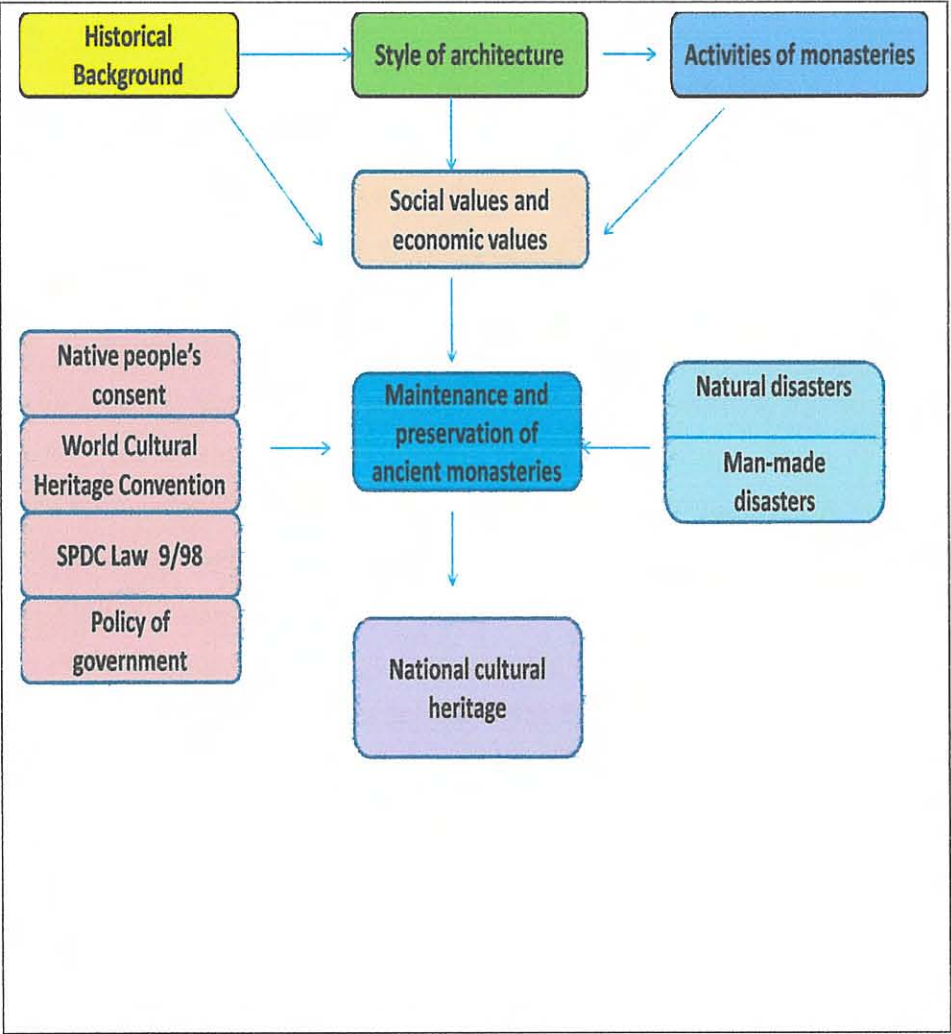 Historical
Background
Style of architecture
Activities of monasteries
Social values and
economic values
Native people's
consent
World Cultural
Heritage Convention
SPDC Law 9/98
Policy of
government
Maintenance and
preservation of
ancient monasteries
Natural disasters
Man-made
disasters
National cultural
heritage